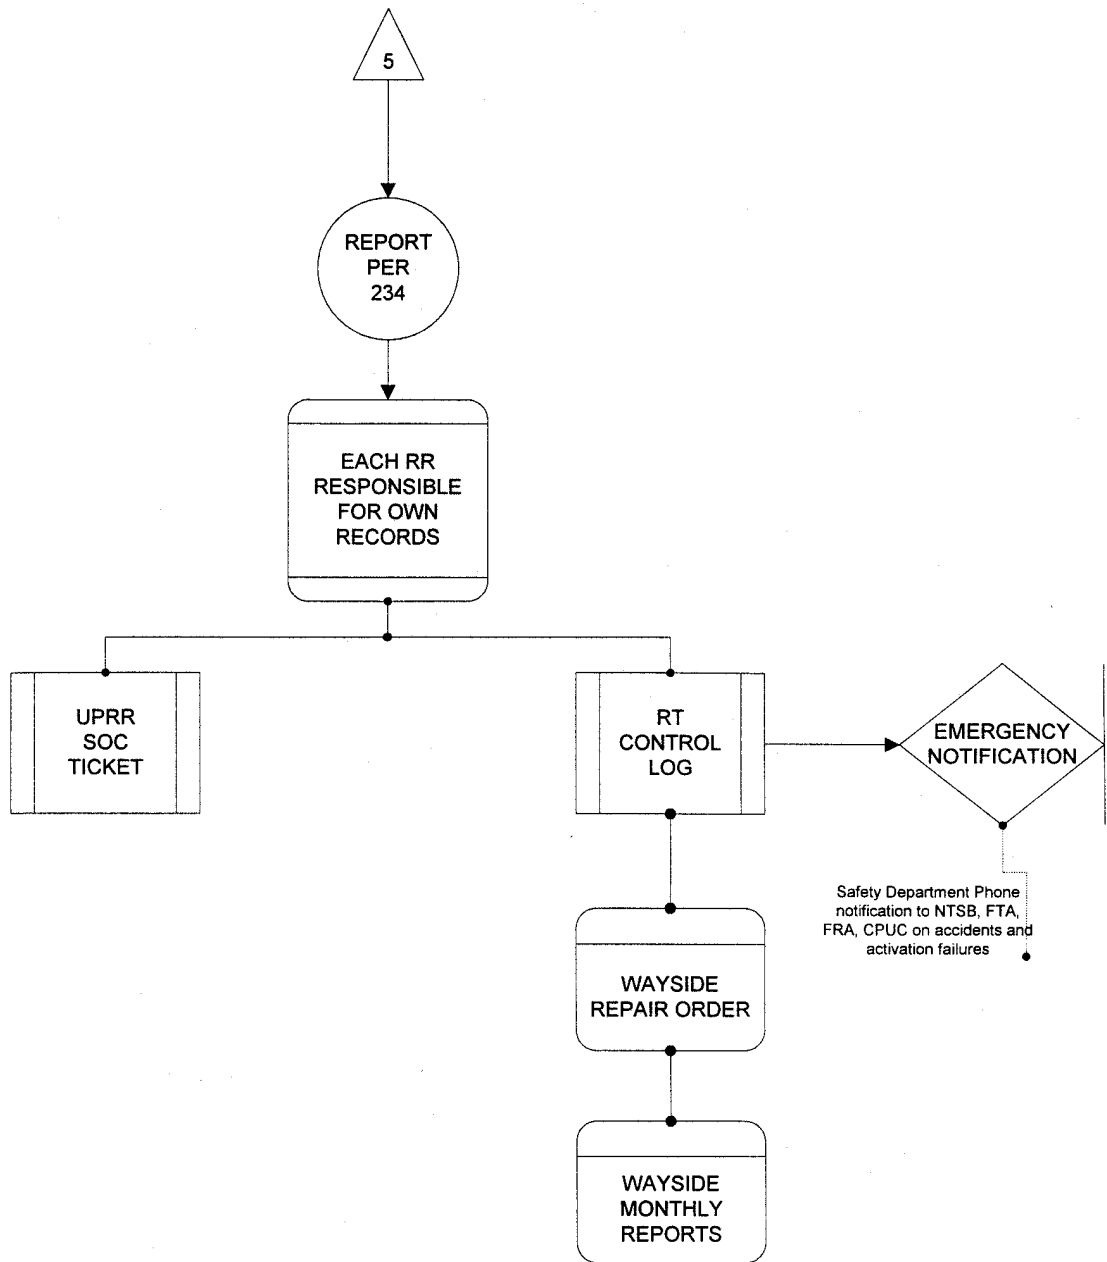 5
REPORT
PER
234
EACH RR
RESPONSIBLE
FOR OWN
RECORDS
UPRR
SOC
TICKET
RT
CONTROL
LOG
EMERGENCY
NOTIFICATION
Safety Department Phone
notification to NTSB, FTA,
FRA, CPUC on accidents and
activation failures
WAYSIDE
REPAIR ORDER
WAYSIDE
MONTHLY
REPORTS